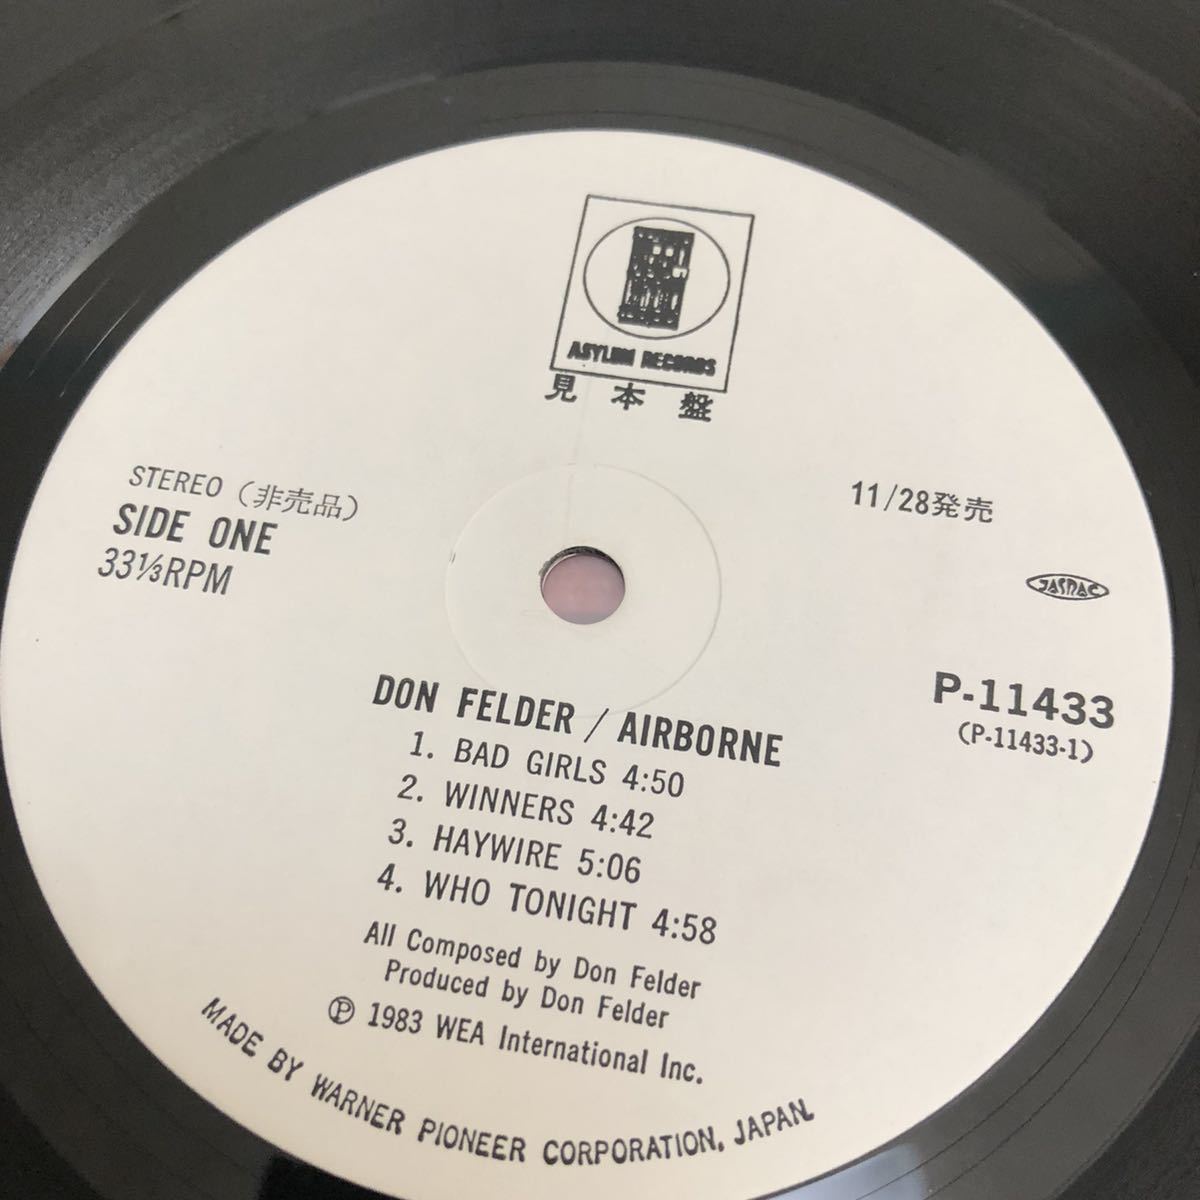 ASYLUM RECORDS
見本盤
STEREO (非売品)
SIDE ONE
33⅓RPM
11/28発売
JASRAC
P-11433
(P-11433-1)
DON FELDER / AIRBORNE
1. BAD GIRLS 4:50
2. WINNERS 4:42
3. HAYWIRE 5:06
4. WHO TONIGHT 4:58
All Composed by Don Felder
Produced by Don Felder
Ⓟ 1983 WEA International Inc.
MADE BY WARNER PIONEER CORPORATION, JAPAN.